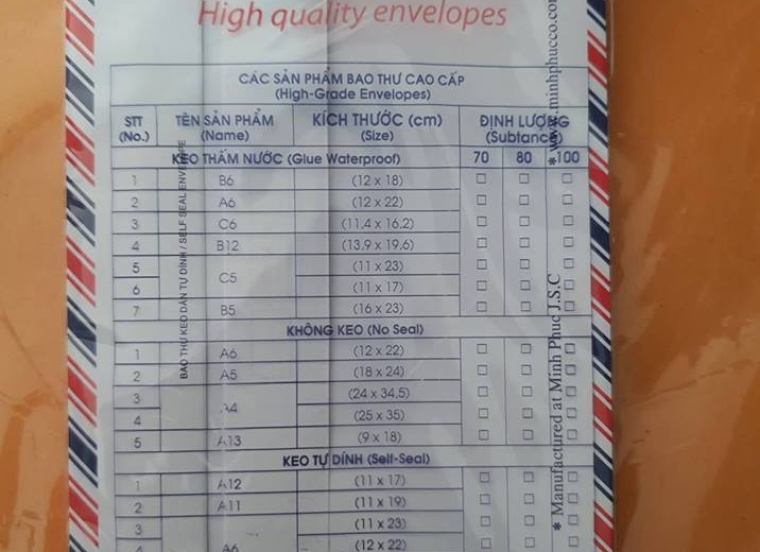 High quality envelopes
CÁC SẢN PHẨM BAO THƯ CAO CẤP
(High-Grade Envelopes)
STT TÊN SẢN PHẨM KÍCH THƯỚC (cm) ĐỊNH LƯỢNG
(No.) (Name) (Size) (Subtance)
KEO THẤM NƯỚC (Glue Waterproof) 70 80 100
1 B6 (12 x 18) □ □ □
2 A6 (12 x 22) □ □ □
3 C6 (11,4 x 16,2) □ □ □
4 B12 (13,9 x 19,6) □ □ □
5 C5 (11 x 23) □ □ □
6 (11 x 17) □ □ □
7 B5 (16 x 23) □ □ □
KHÔNG KEO (No Seal)
1 A6 (12 x 22) □ □ □
2 A5 (18 x 24) □ □ □
3 A4 (24 x 34,5) □ □ □
4 (25 x 35) □ □ □
5 A13 (9 x 18) □ □ □
KEO TỰ DÍNH (Self-Seal)
1 A12 (11 x 17) □ □ □
2 A11 (11 x 19) □ □ □
3 (11 x 23) □ □ □
4 A6 (12 x 22) □ □ □
BAO THƯ KEO DÁN TỰ DÍNH / SELF SEAL ENVELOPE
* Manufactured at Minh Phuc J.S.C
* www.minhphucco.com